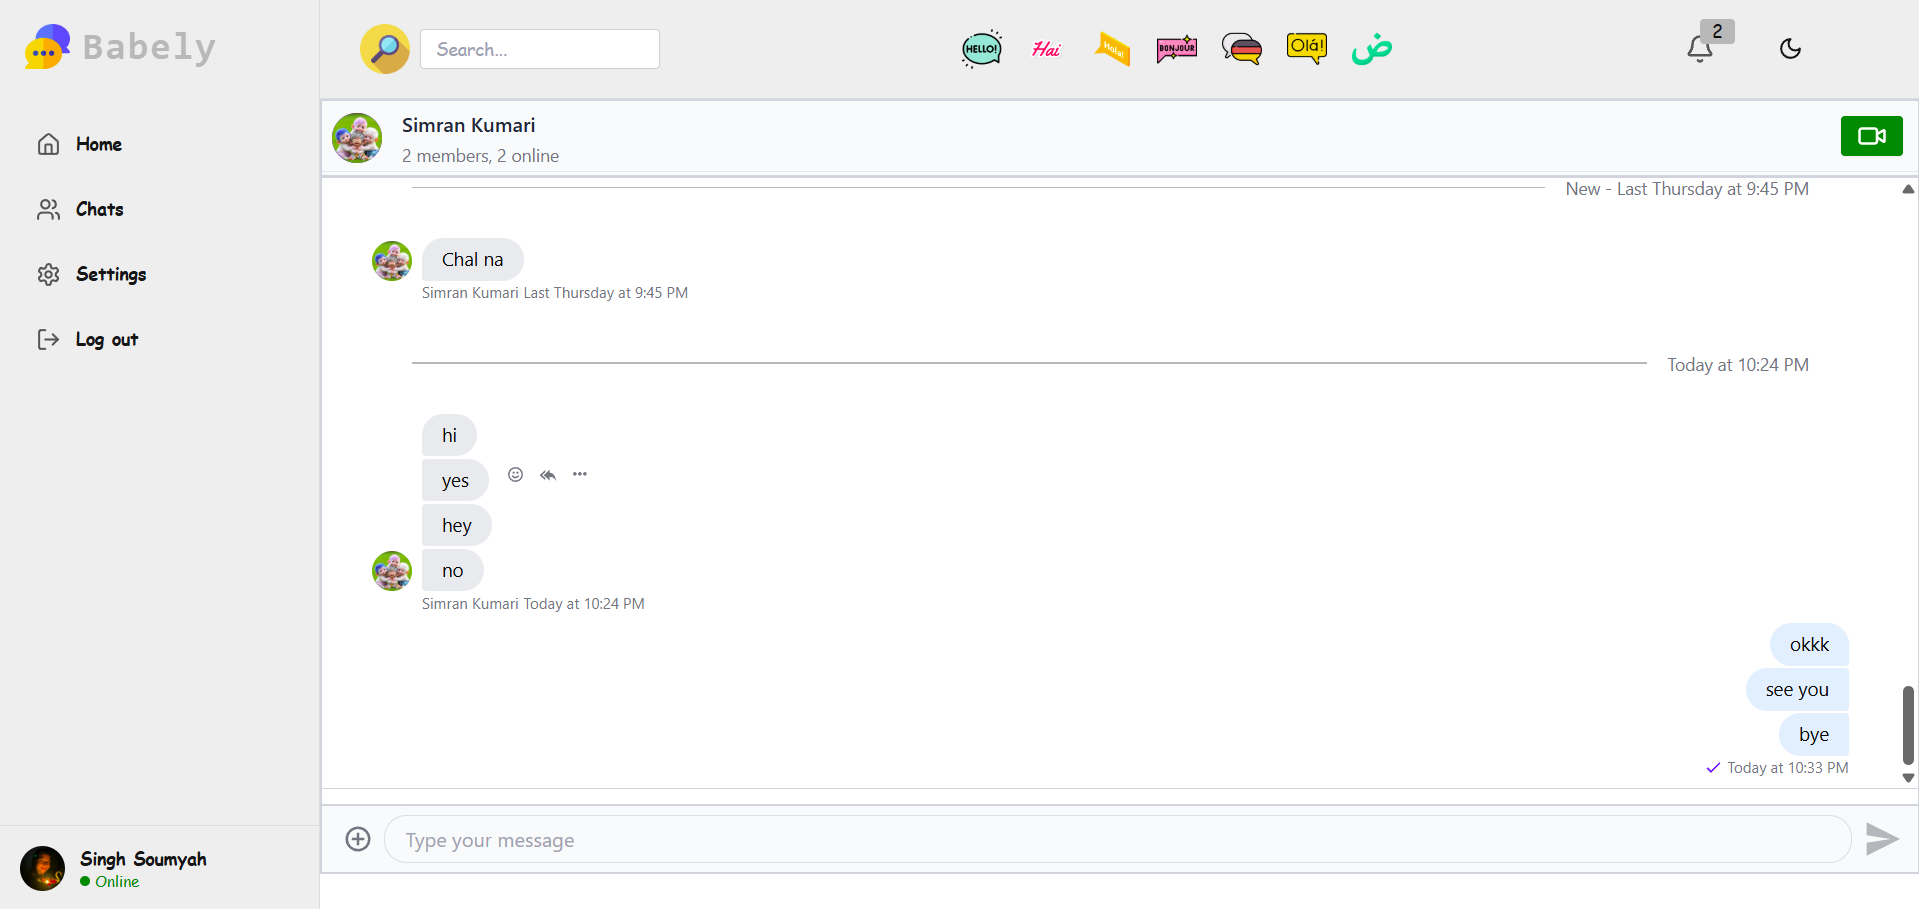 Babely
Search...
HELLO!
Hai
Hola!
BONJOUR
Olá!
ض
2
Home
Chats
Settings
Log out
Simran Kumari
2 members, 2 online
New - Last Thursday at 9:45 PM
Chal na
Simran Kumari Last Thursday at 9:45 PM
Today at 10:24 PM
hi
yes
hey
no
Simran Kumari Today at 10:24 PM
okkk
see you
bye
Today at 10:33 PM
Type your message
Singh Soumyah
Online